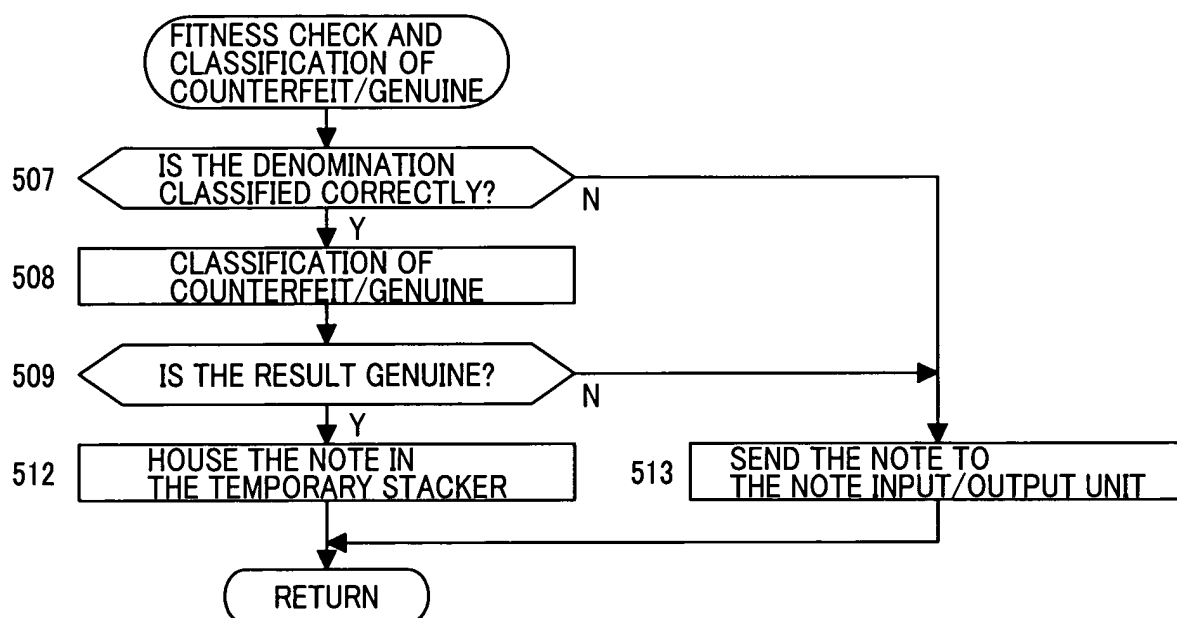 FITNESS CHECK AND
CLASSIFICATION OF
COUNTERFEIT/GENUINE
507
IS THE DENOMINATION
CLASSIFIED CORRECTLY?
N
Y
508
CLASSIFICATION OF
COUNTERFEIT/GENUINE
509
IS THE RESULT GENUINE?
N
Y
512
HOUSE THE NOTE IN
THE TEMPORARY STACKER
513
SEND THE NOTE TO
THE NOTE INPUT/OUTPUT UNIT
RETURN